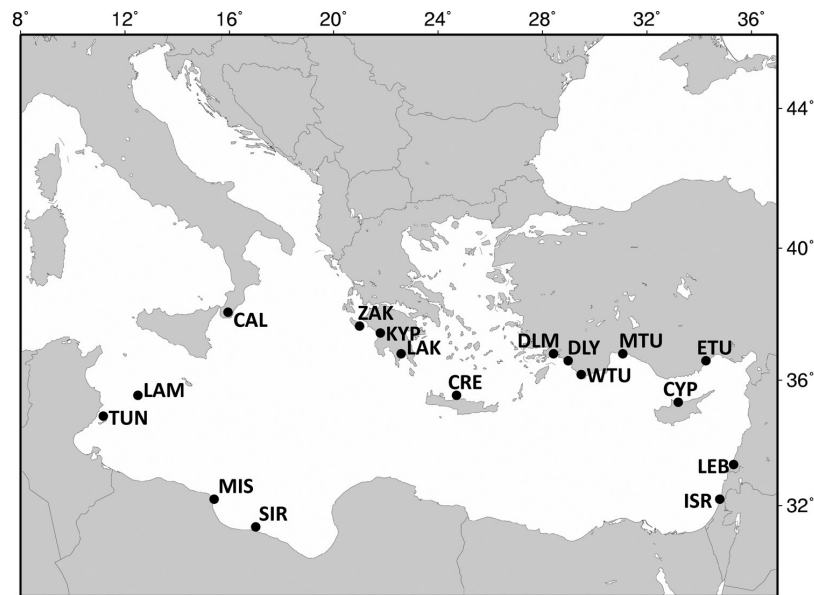 8° 12° 16° 20° 24° 28° 32° 36°
44°
40°
CAL
ZAK
KYP
LAK
DLM
DLY
MTU
ETU
WTU
36°
LAM
CRE
CYP
TUN
LEB
MIS
ISR
SIR
32°